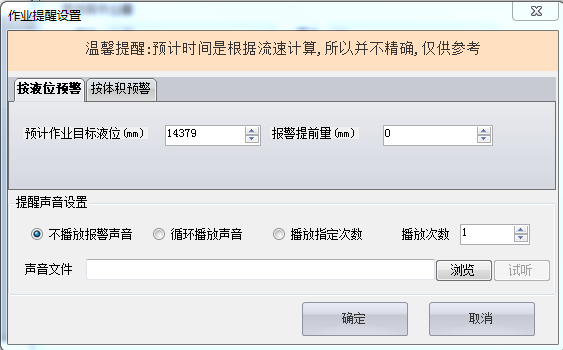 作业提醒设置
温馨提醒:预计时间是根据流速计算,所以并不精确,仅供参考
按液位预警 按体积预警
预计作业目标液位(mm) 14379 报警提前量(mm) 0
提醒声音设置
不播放报警声音 循环播放声音 播放指定次数 播放次数 1
声音文件 浏览 试听
确定 取消